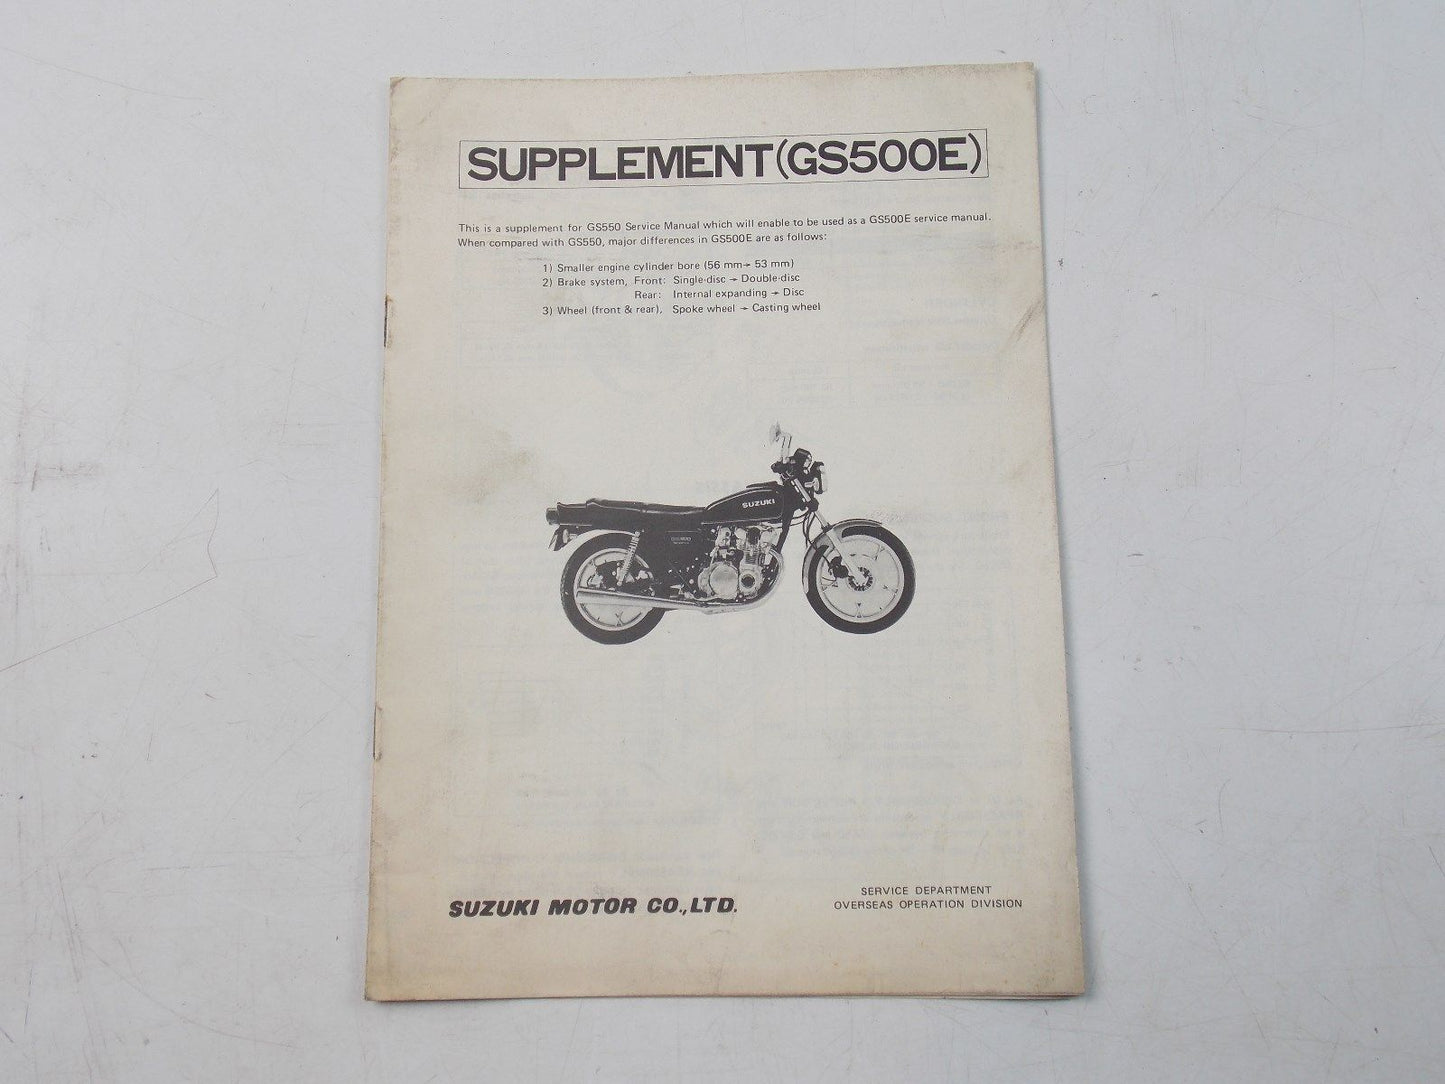 SUPPLEMENT(GS500E)
This is a supplement for GS550 Service Manual which will enable to be used as a GS500E service manual.
When compared with GS550, major differences in GS500E are as follows:
1) Smaller engine cylinder bore (56 mm→ 53 mm)
2) Brake system, Front: Single-disc → Double-disc
Rear: Internal expanding → Disc
3) Wheel (front & rear), Spoke wheel → Casting wheel
SUZUKI
SUZUKI MOTOR CO.,LTD.
SERVICE DEPARTMENT
OVERSEAS OPERATION DIVISION